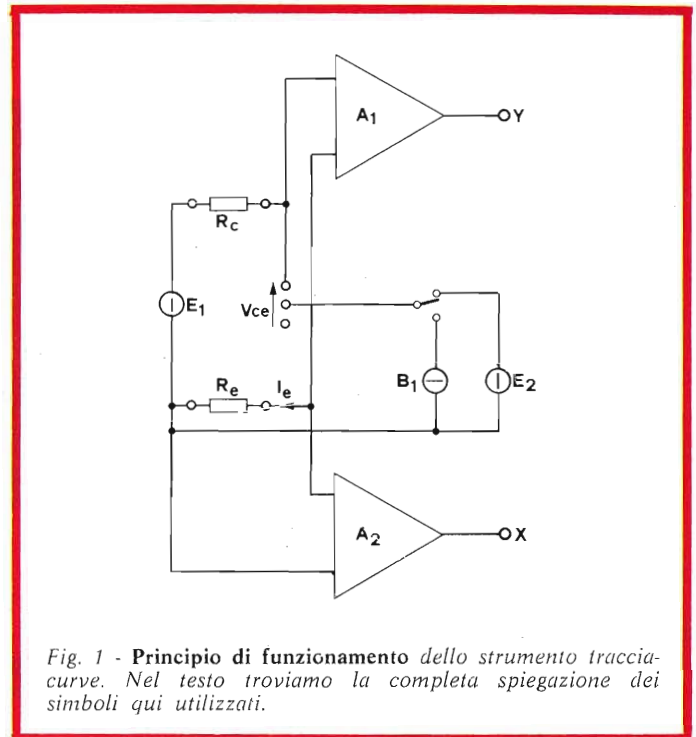 A1
Y
Rc
E1
Vce
Re
Ie
B1
E2
A2
X
Fig. 1 - Principio di funzionamento dello strumento traccia-
curve. Nel testo troviamo la completa spiegazione dei
simboli qui utilizzati.